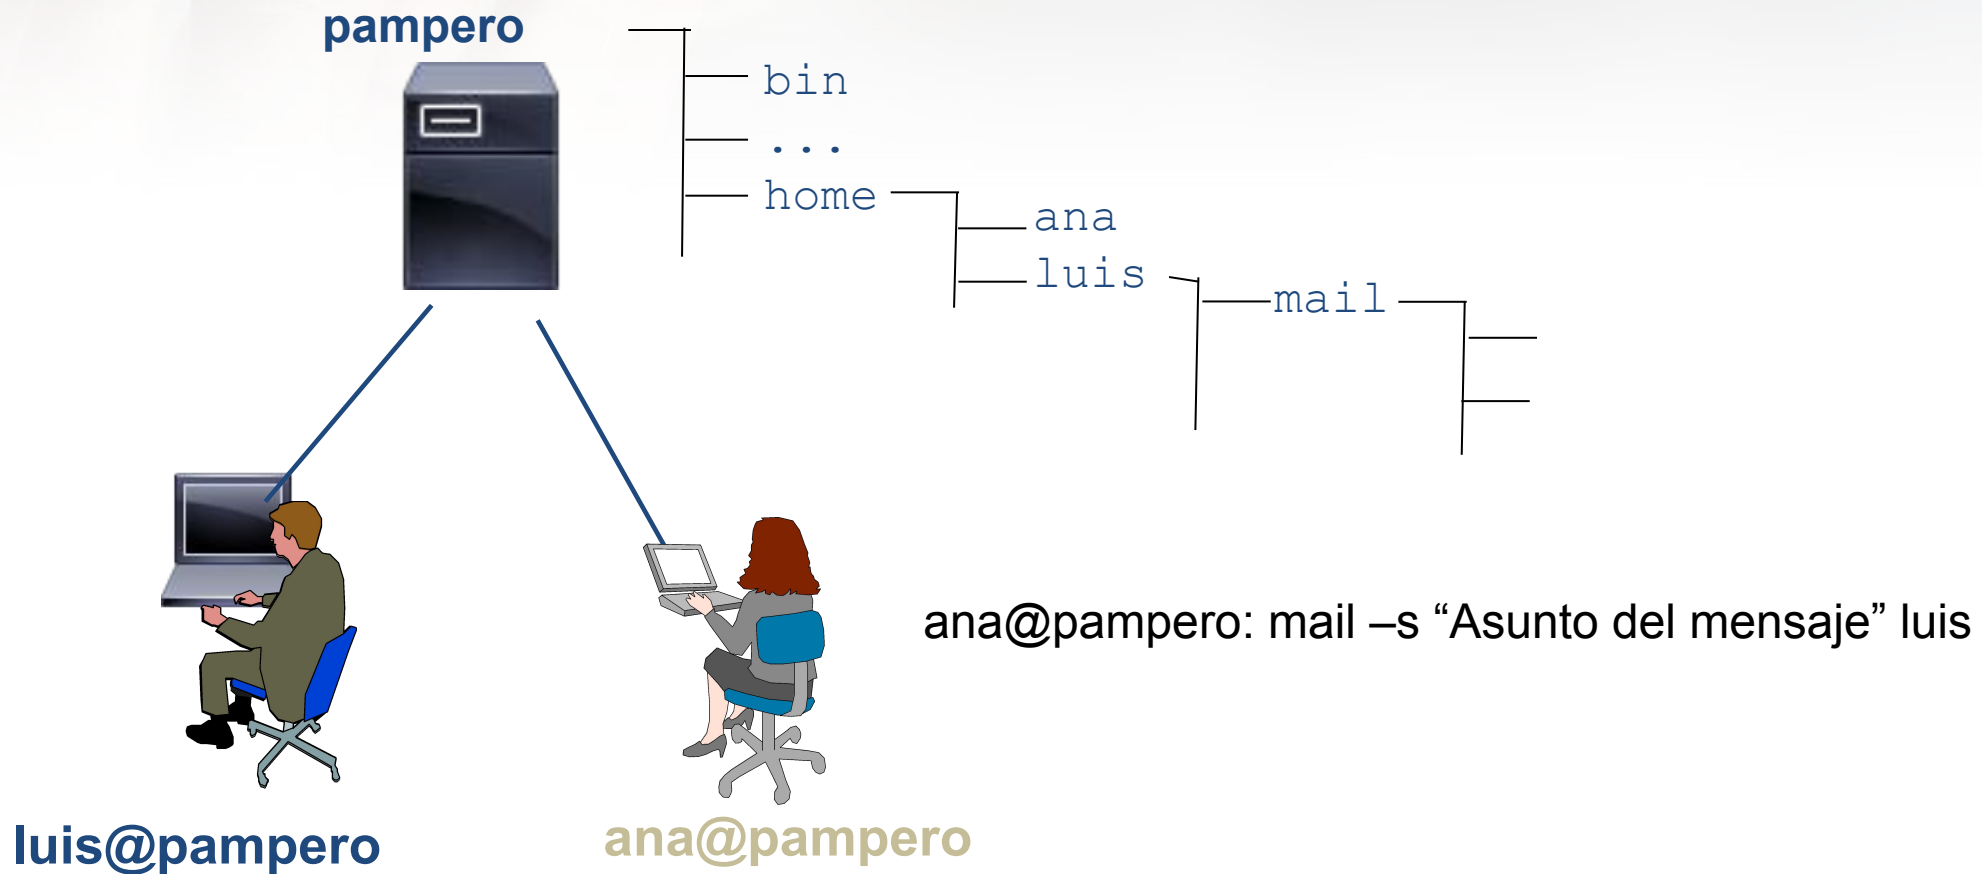 pampero
bin
...
home
ana
luis
mail
ana@pampero: mail –s “Asunto del mensaje” luis
luis@pampero
ana@pampero